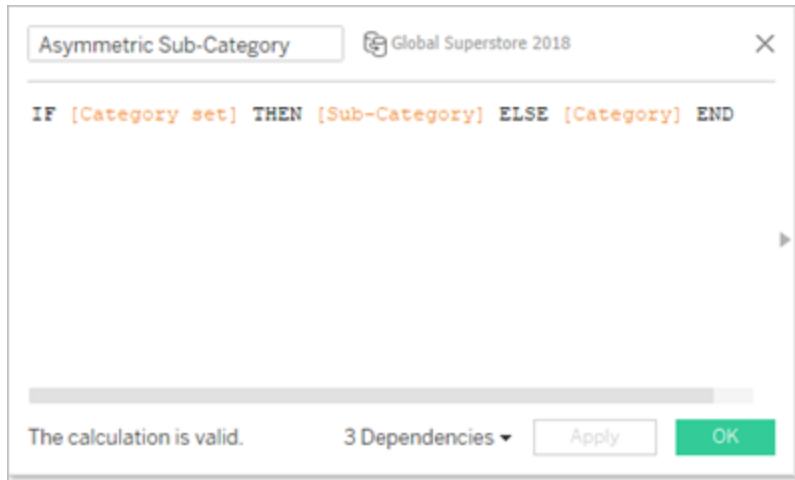 Asymmetric Sub-Category Global Superstore 2018
IF [Category set] THEN [Sub-Category] ELSE [Category] END
The calculation is valid. 3 Dependencies Apply OK